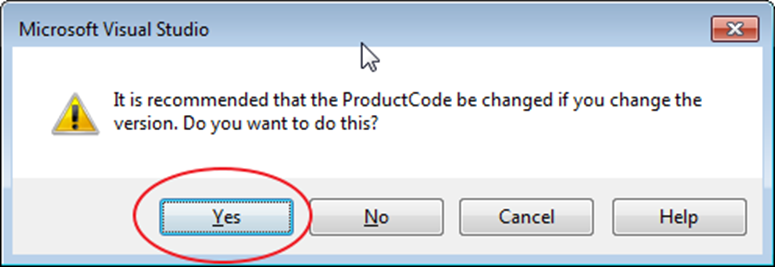 Microsoft Visual Studio
It is recommended that the ProductCode be changed if you change the
version. Do you want to do this?
Yes
No
Cancel
Help